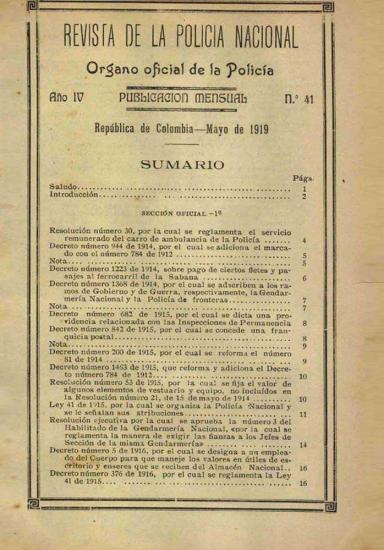 REVISTA DE LA POLICIA NACIONAL
Organo oficial de la Policía
Año IV PUBLICACION MENSUAL N.° 41
República de Colombia—Mayo de 1919
SUMARIO
Págs.
Saludo 1
Introducción 2
SECCIÓN OFICIAL -1ª
Resolución número 30, por la cual se reglamenta el servicio
remunerado del carro de ambulancia de la Policía 4
Decreto número 944 de 1914, por el cual se adiciona el marca-
do con el número 784 de 1912 5
Nota 5
Decreto número 1223 de 1914, sobre pago de ciertos fletes y pa-
sajes al ferrocarril de la Sabana 6
Decreto número 1368 de 1914, por el cual se adscriben a los ra-
mos de Gobierno y de Guerra, respectivamente, la Gendar-
mería Nacional y la Policía de fronteras 7
Nota 7
Decreto número 682 de 1915, por el cual se dicta una pro-
videncia relacionada con las Inspecciones de Permanencia 8
Decreto número 842 de 1915, por el cual se concede una fran-
quicia postal 8
Nota 9
Decreto número 200 de 1915, por el cual se reforma el número
81 de 1914 9
Decreto número 1483 de 1915, que reforma y adiciona el Decre-
to número 784 de 1912 10
Resolución número 53 de 1915, por la cual se fija el valor de
algunos elementos de vestuario y equipo, no incluídos en
la Resolución número 21, de 15 de mayo de 1914 10
Ley 41 de 1915, por la cual se organiza la Policía Nacional y
se le señalan sus atribuciones 11
Resolución ejecutiva por la cual se aprueba la número 3 del
Habilitado de la Gendarmería Nacional, «por la cual se
reglamenta la manera de exigir las fianzas a los Jefes de
Sección de la misma Gendarmería» 14
Decreto número 5 de 1916, por el cual se designa a un emplea-
do del Cuerpo para que maneje los valores en útiles de es-
critorio y enseres que se reciben del Almacén Nacional 16
Decreto número 376 de 1916, por el cual se reglamenta la Ley
41 de 1915 16